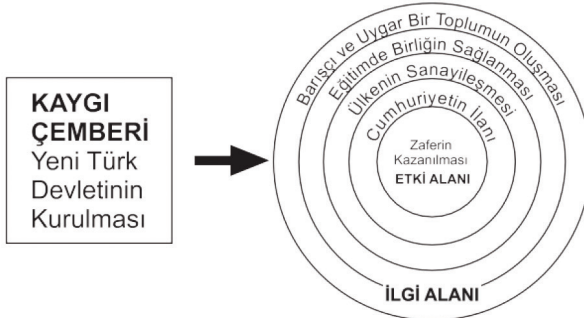 KAYGI
ÇEMBERİ
Yeni Türk
Devletinin
Kurulması
Barışçı ve Uygar Bir Toplumun Oluşması
Eğitimde Birliğin Sağlanması
Ülkenin Sanayileşmesi
Cumhuriyetin İlanı
Zaferin
Kazanılması
ETKİ ALANI
İLGİ ALANI